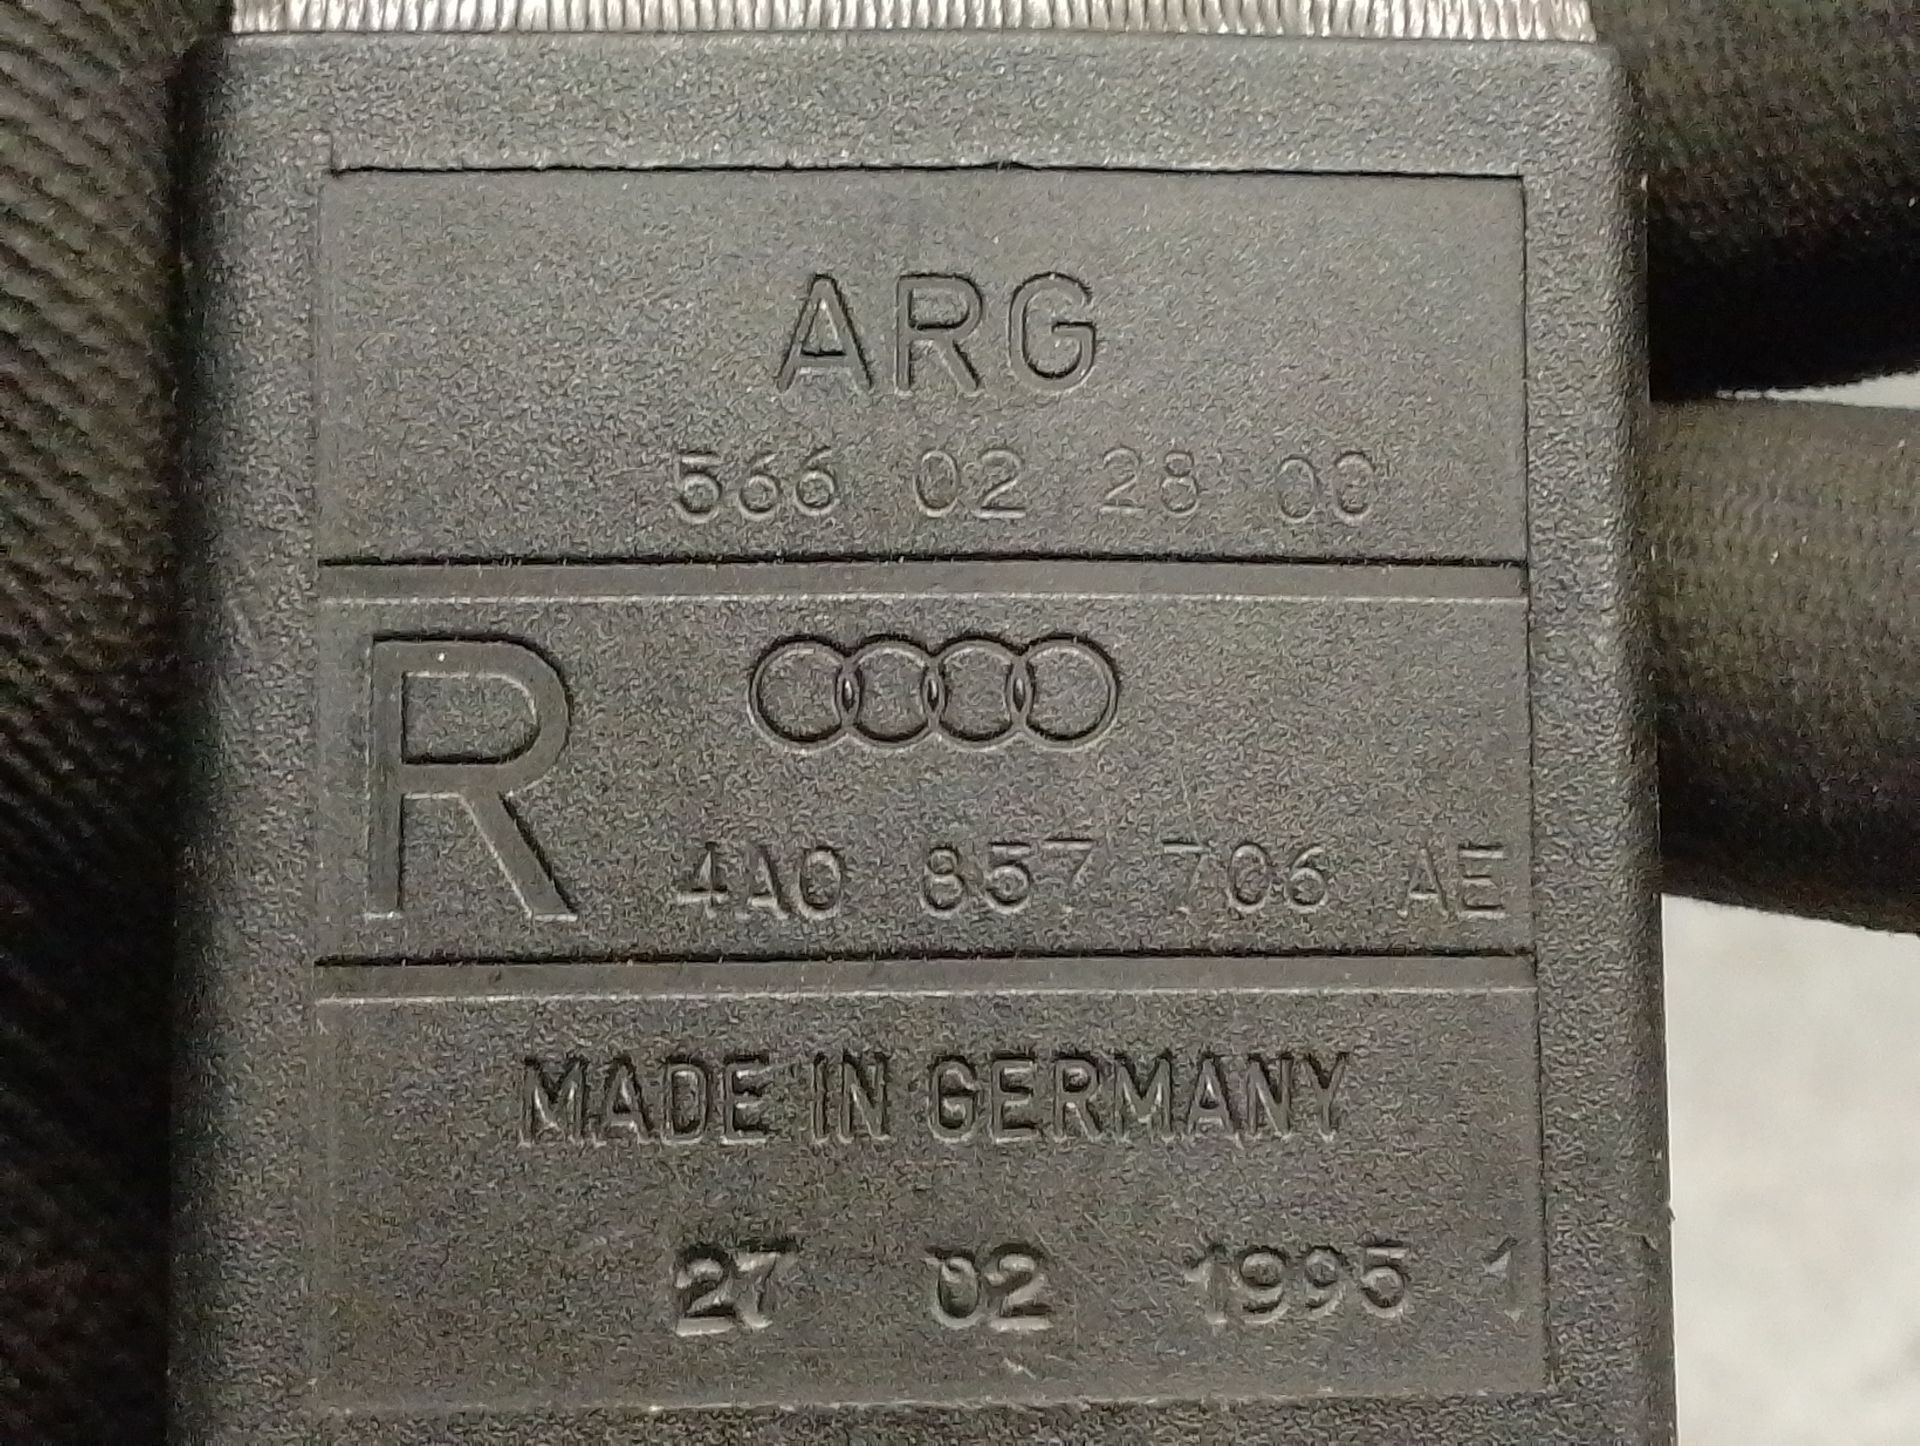 ARG
566 02 28 00
R
4A0 857 706 AE
MADE IN GERMANY
27 02 1995 1